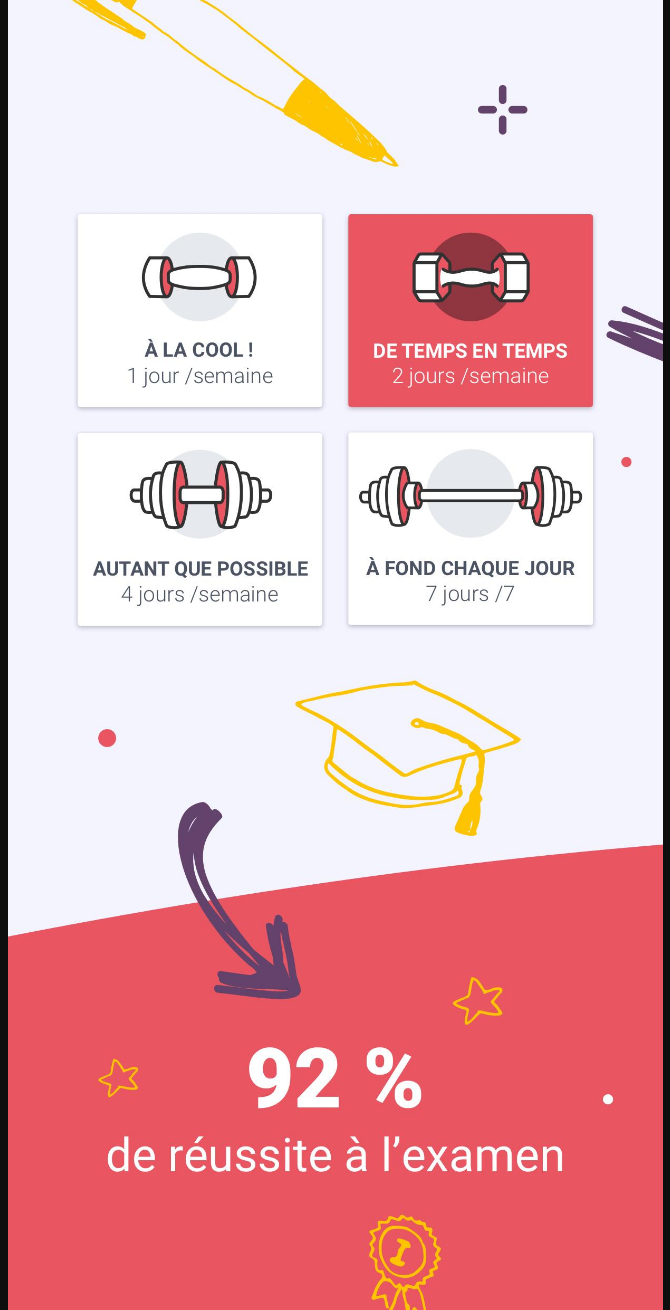 À LA COOL !
1 jour /semaine
DE TEMPS EN TEMPS
2 jours /semaine
AUTANT QUE POSSIBLE
4 jours /semaine
À FOND CHAQUE JOUR
7 jours /7
92 %
de réussite à l’examen